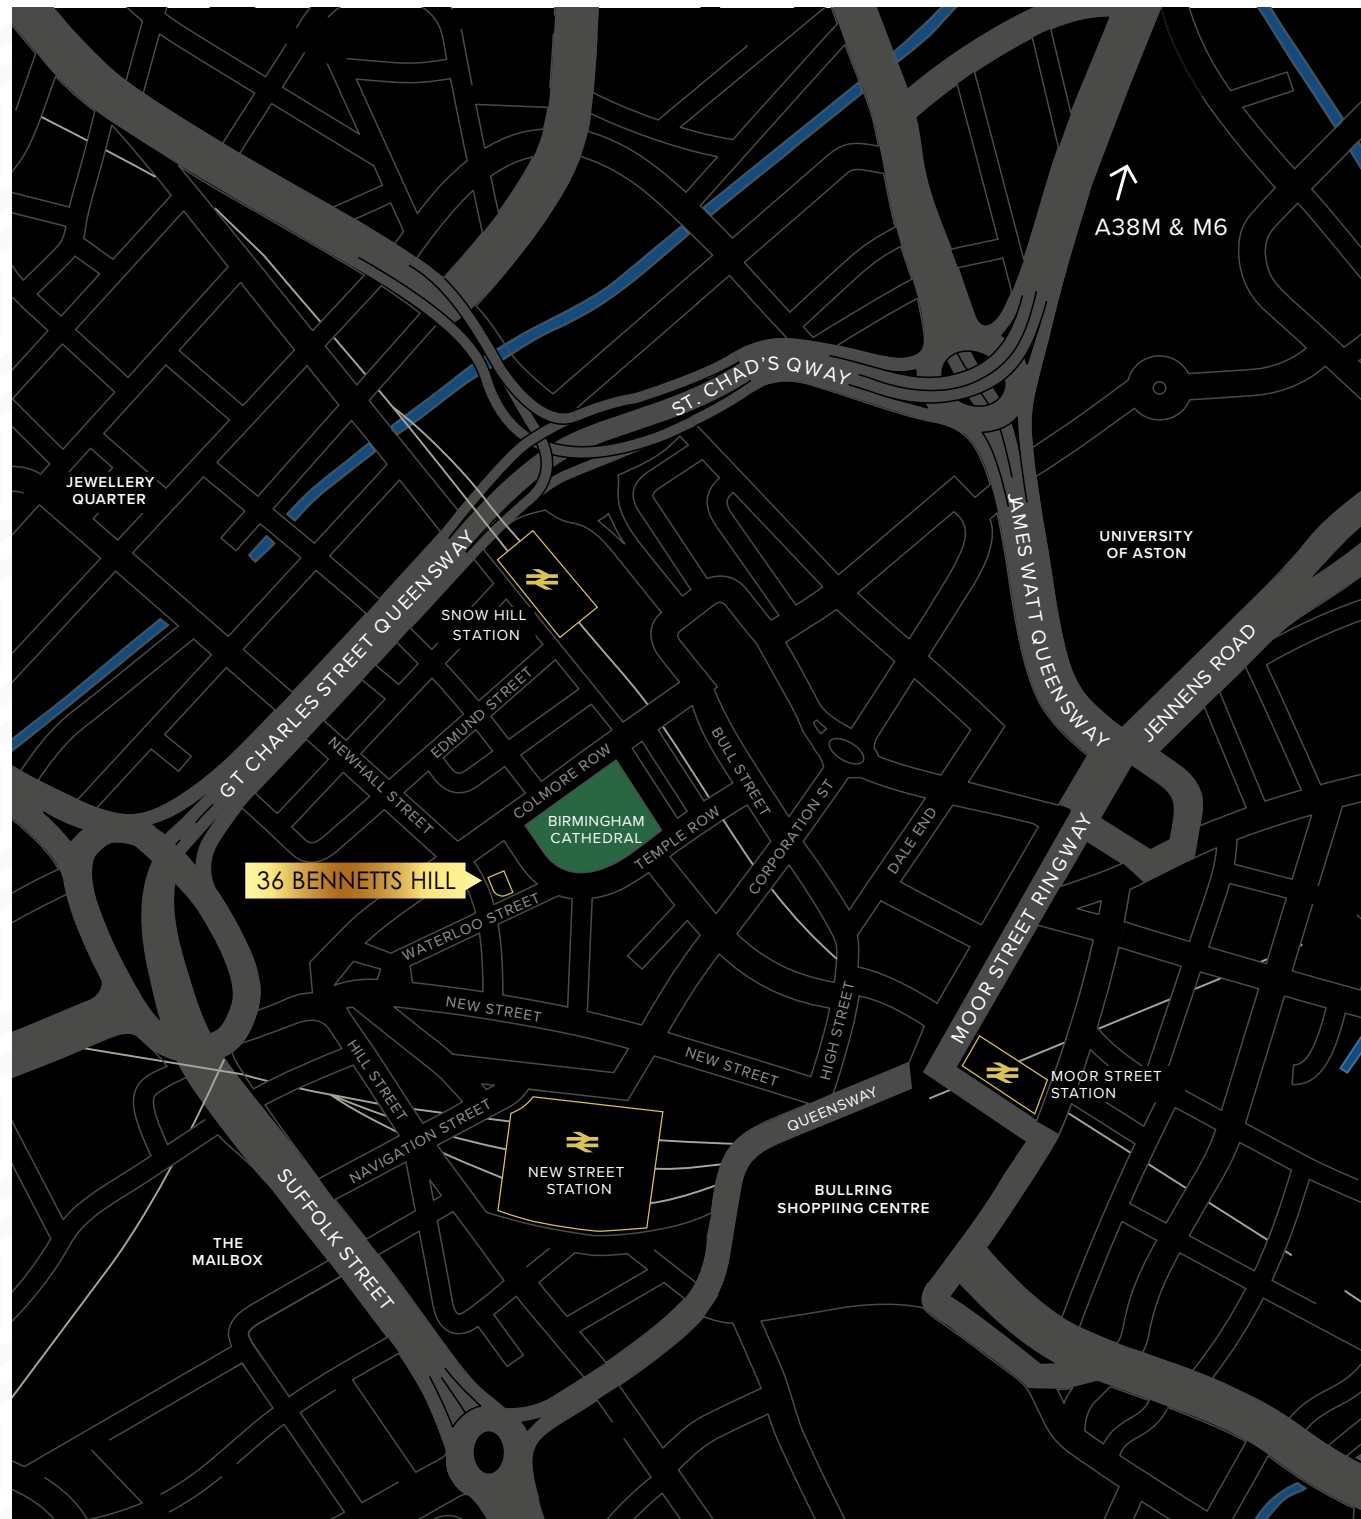 A38M & M6
ST. CHAD'S QWAY
JEWELLERY
QUARTER
JAMES WATT QUEENSWAY
UNIVERSITY
OF ASTON
GT CHARLES STREET QUEENSWAY
SNOW HILL
STATION
JENNENS ROAD
EDMUND STREET
NEWHALL STREET
COLMORE ROW
BULL STREET
BIRMINGHAM
CATHEDRAL
TEMPLE ROW
CORPORATION ST
DALE END
36 BENNETTS HILL
WATERLOO STREET
MOOR STREET RINGWAY
NEW STREET
HIGH STREET
NEW STREET
HILL STREET
MOOR STREET
STATION
QUEENSWAY
NAVIGATION STREET
NEW STREET
STATION
BULLRING
SHOPPIING CENTRE
SUFFOLK STREET
THE
MAILBOX